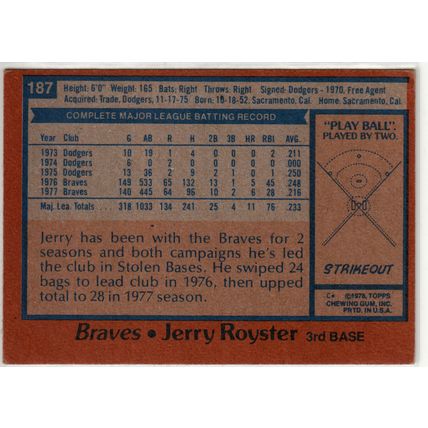 187
Height: 6'0" Weight: 165 Bats: Right Throws: Right Signed: Dodgers - 1970, Free Agent
Acquired: Trade, Dodgers, 11-17-75 Born: 10-18-52, Sacramento, Cal. Home: Sacramento, Cal.
COMPLETE MAJOR LEAGUE BATTING RECORD
Year Club G AB R H 2B 3B HR RBI AVG.
1973 Dodgers 10 19 1 4 0 0 0 2 .211
1974 Dodgers 6 0 2 0 0 0 0 0 .000
1975 Dodgers 13 36 2 9 2 1 0 1 .250
1976 Braves 149 533 65 132 13 1 5 45 .248
1977 Braves 140 445 64 96 10 2 6 28 .216
Maj. Lea. Totals 318 1033 134 241 25 4 11 76 .233
Jerry has been with the Braves for 2
seasons and both campaigns he's led
the club in Stolen Bases. He swiped 24
bags to lead club in 1976, then upped
total to 28 in 1977 season.
"PLAY BALL"
PLAYED BY TWO.
STRIKEOUT
C* ©1978, TOPPS
CHEWING GUM, INC.
PRTD. IN U.S.A.
Braves • Jerry Royster 3rd BASE